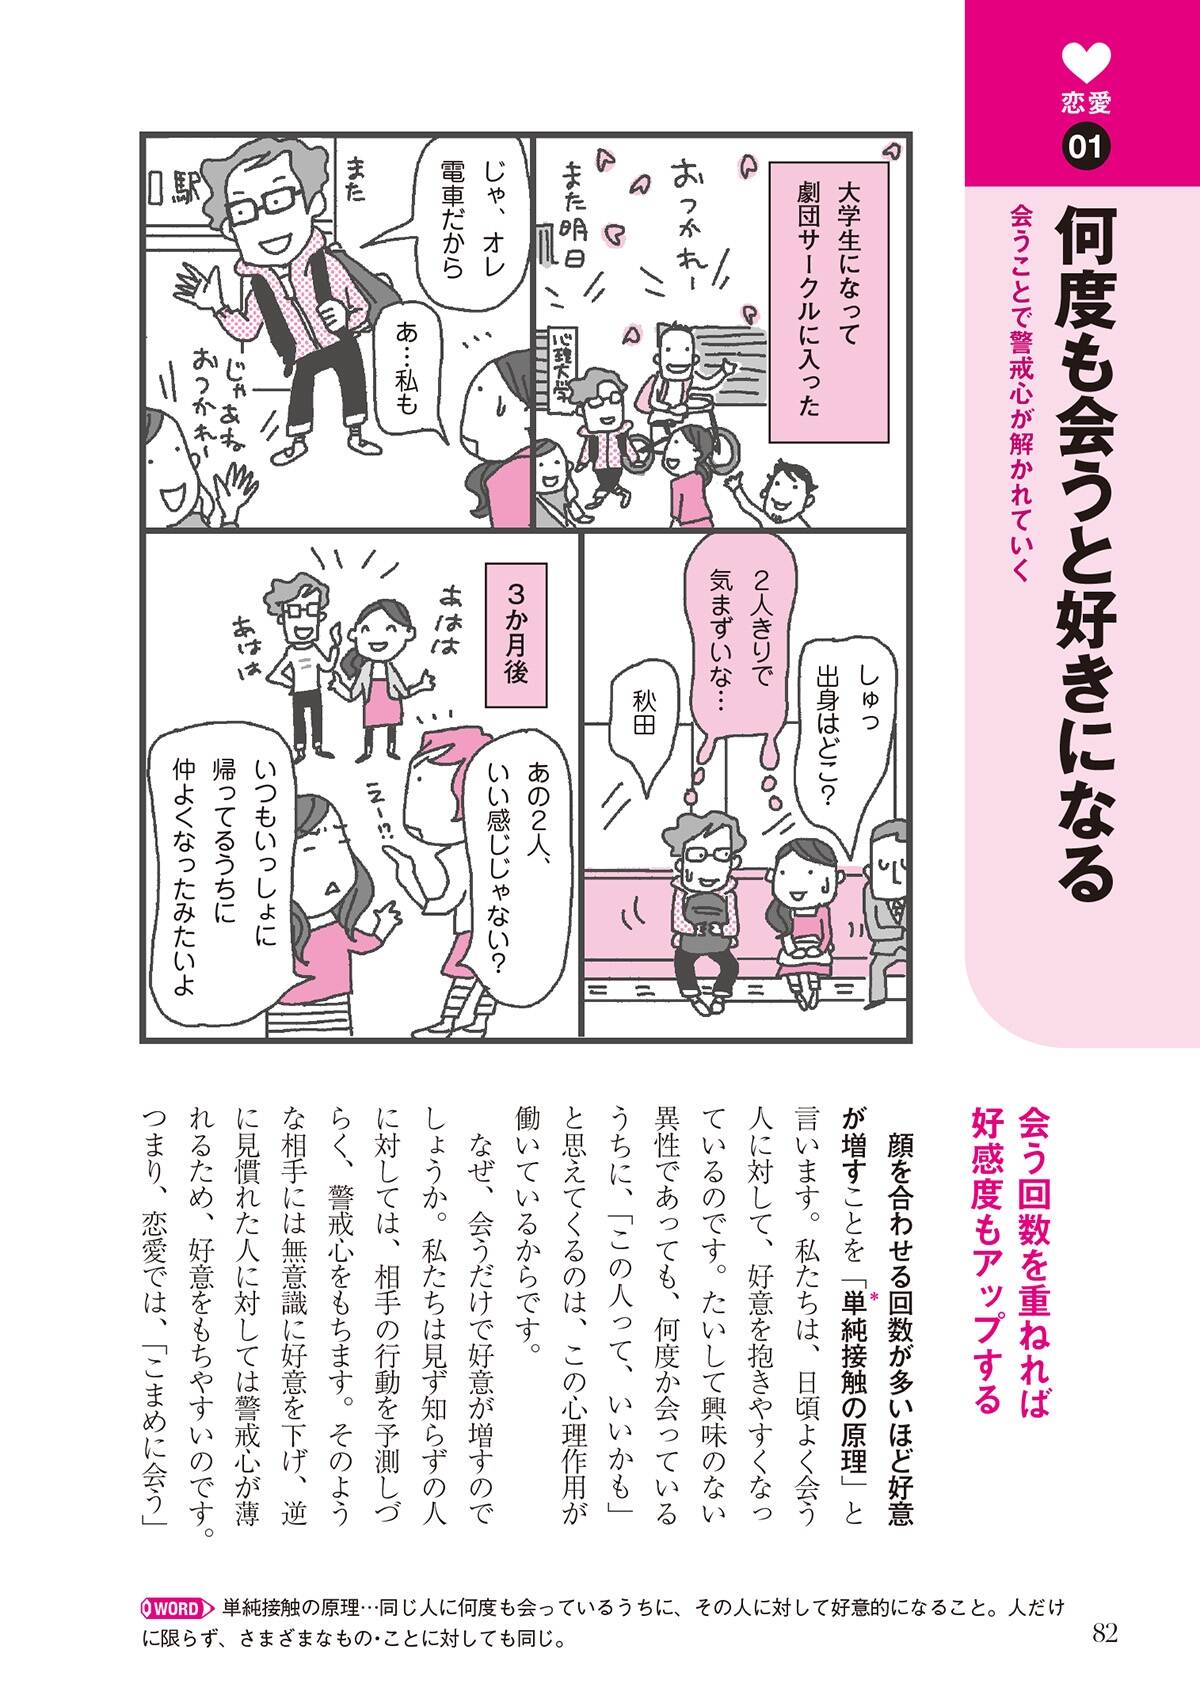 恋愛
01
何度も会うと好きになる
会うことで警戒心が解かれていく
大学生になって
劇団サークルに入った
おつかれー
また明日
心理大学
じゃ、オレ
電車だから
また
駅
あ…私も
じゃあね
おつかれー
しゅっ
出身はどこ?
2人きりで
気まずいな…
秋田
3か月後
あはは
あはは
あの2人、
いい感じじゃない?
えー!?
いつもいっしょに
帰ってるうちに
仲よくなったみたいよ
会う回数を重ねれば
好感度もアップする
顔を合わせる回数が多いほど好意
が増すことを「単純接触の原理」と
*
言います。私たちは、日頃よく会う
人に対して、好意を抱きやすくなっ
ているのです。たいして興味のない
異性であっても、何度か会っている
うちに、「この人って、いいかも」
と思えてくるのは、この心理作用が
働いているからです。
なぜ、会うだけで好意が増すので
しょうか。私たちは見ず知らずの人
に対しては、相手の行動を予測しづ
らく、警戒心をもちます。そのよう
な相手には無意識に好意を下げ、逆
に見慣れた人に対しては警戒心が薄
れるため、好意をもちやすいのです。
つまり、恋愛では、「こまめに会う」
WORD 単純接触の原理…同じ人に何度も会っているうちに、その人に対して好意的になること。人だけ
に限らず、さまざまなもの・ことに対しても同じ。
82